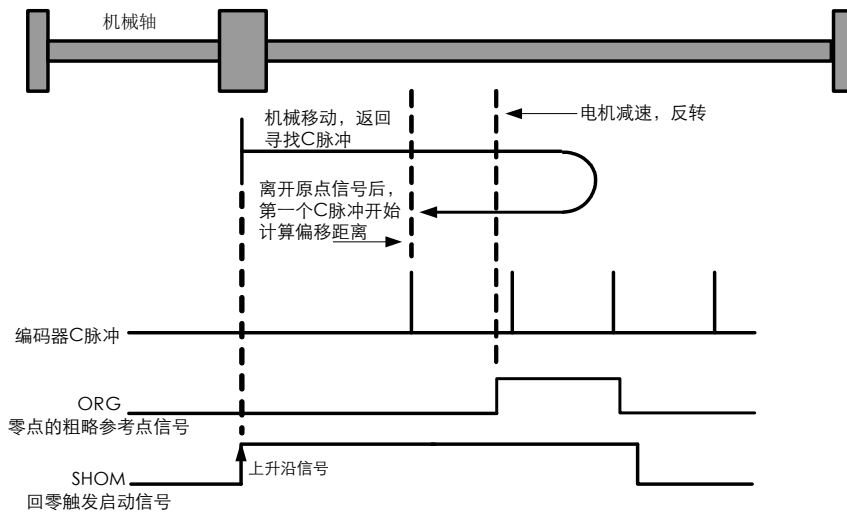 机械轴
机械移动，返回
寻找C脉冲
电机减速，反转
离开原点信号后，
第一个C脉冲开始
计算偏移距离
编码器C脉冲
ORG
零点的粗略参考点信号
上升沿信号
SHOM
回零触发启动信号